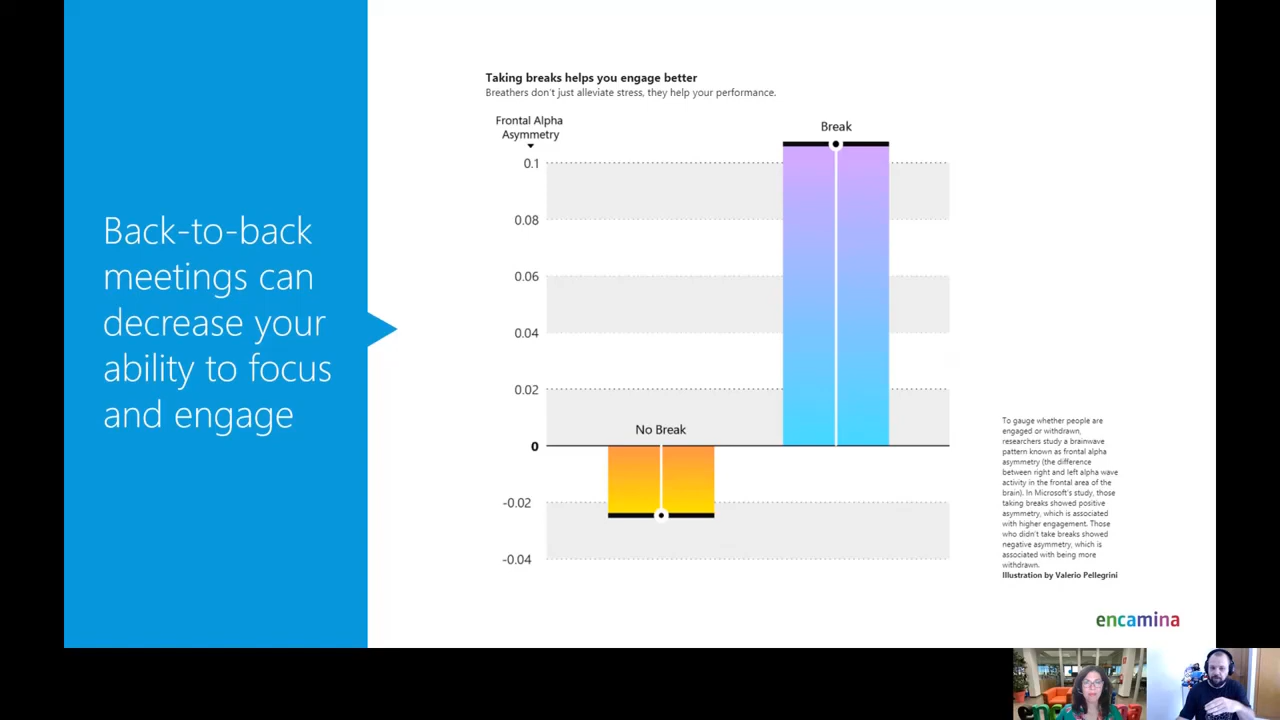 Back-to-back
meetings can
decrease your
ability to focus
and engage
Taking breaks helps you engage better
Breathers don't just alleviate stress, they help your performance.
Frontal Alpha
Asymmetry
Break
0.1
0.08
0.06
0.04
0.02
No Break
0
-0.02
-0.04
To gauge whether people are
engaged or withdrawn,
researchers study a brainwave
pattern known as frontal alpha
asymmetry (the difference
between right and left alpha wave
activity in the frontal area of the
brain). In Microsoft's study, those
taking breaks showed positive
asymmetry, which is associated
with higher engagement. Those
who didn't take breaks showed
negative asymmetry, which is
associated with being more
withdrawn.
Illustration by Valerio Pellegrini
encamina